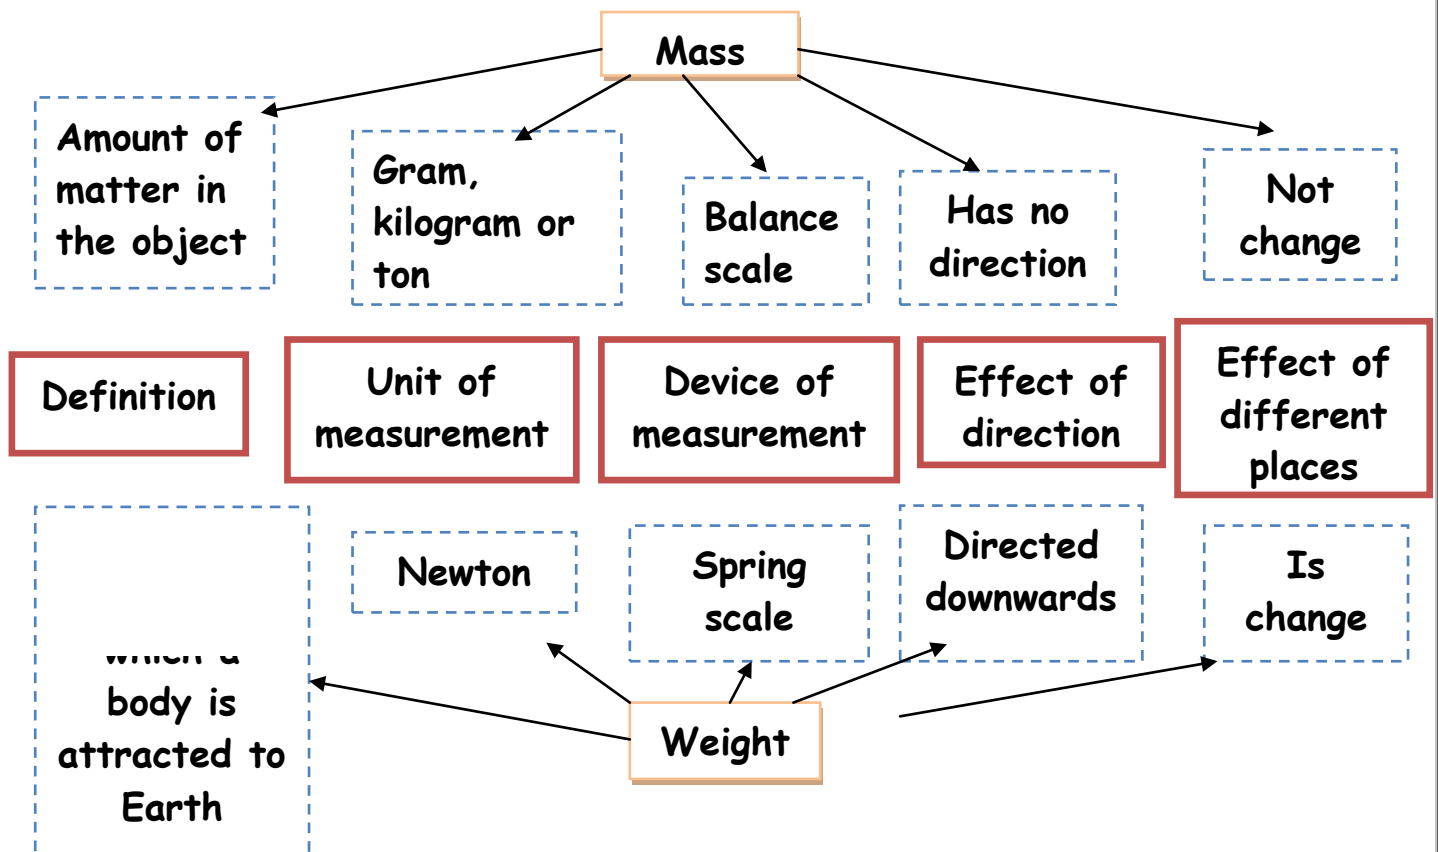 Mass
Amount of
matter in
the object
Gram,
kilogram or
ton
Balance
scale
Has no
direction
Not
change
Definition
Unit of
measurement
Device of
measurement
Effect of
direction
Effect of
different
places
which a
body is
attracted to
Earth
Newton
Spring
scale
Directed
downwards
Is
change
Weight